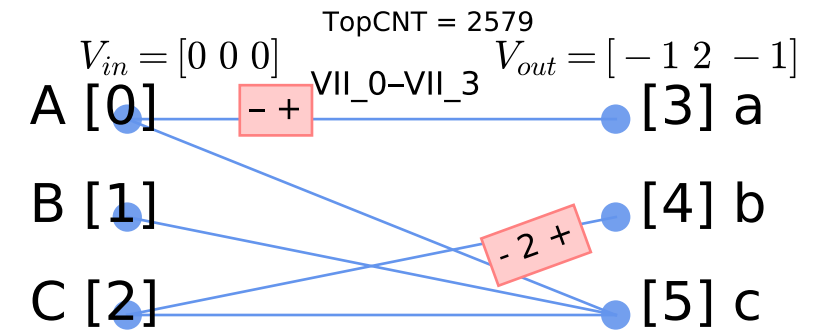 TopCNT = 2579
V_in = [0 0 0] V_out = [ − 1 2 − 1]
VII_0–VII_3
A [0] – + [3] a
B [1] [4] b
- 2 +
C [2] [5] c